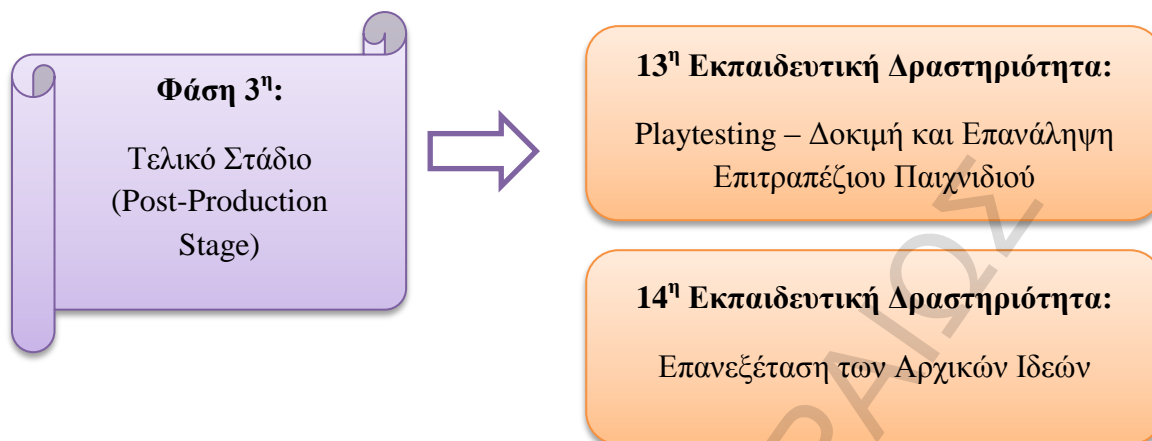 Φάση 3η:
Τελικό Στάδιο
(Post-Production
Stage)
13η Εκπαιδευτική Δραστηριότητα:
Playtesting – Δοκιμή και Επανάληψη
Επιτραπέζιου Παιχνιδιού
14η Εκπαιδευτική Δραστηριότητα:
Επανεξέταση των Αρχικών Ιδεών